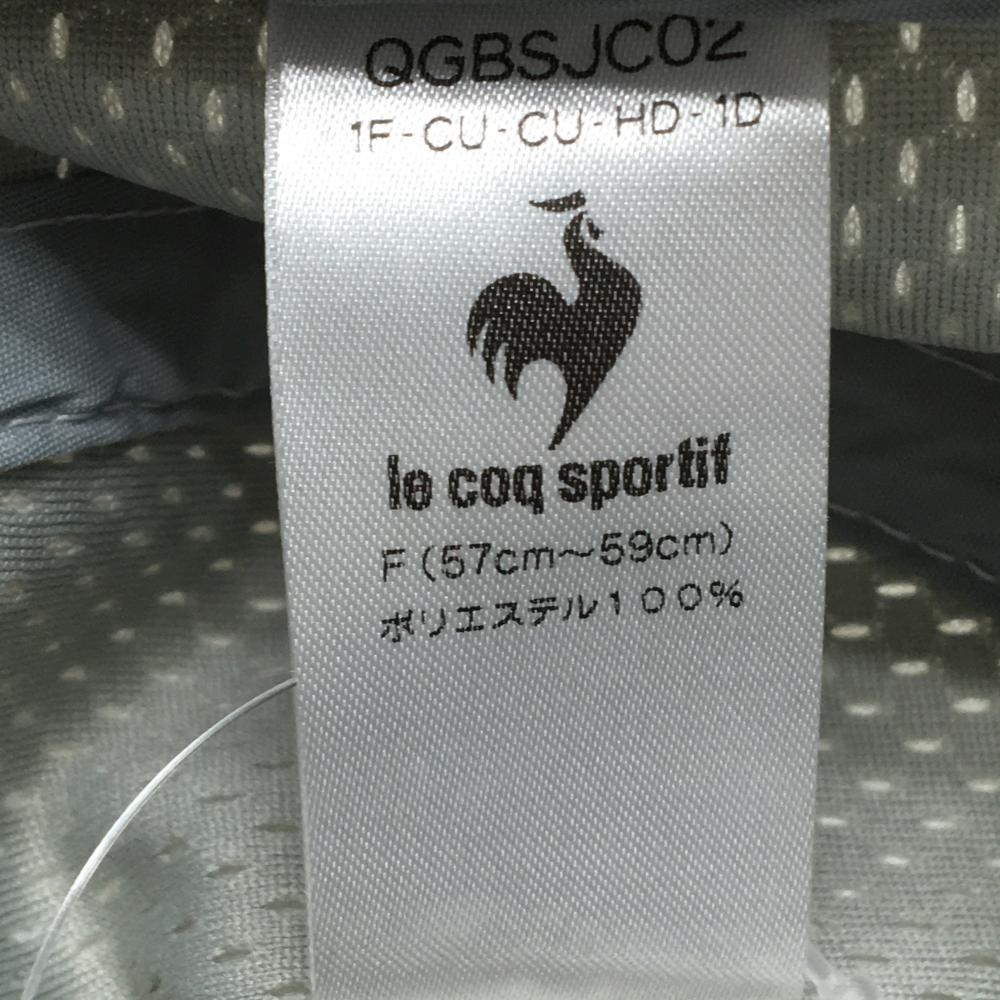 QGBSJC02
1F-CU-CU-HD-1D
le coq sportif
F (57cm～59cm)
ポリエステル１００％